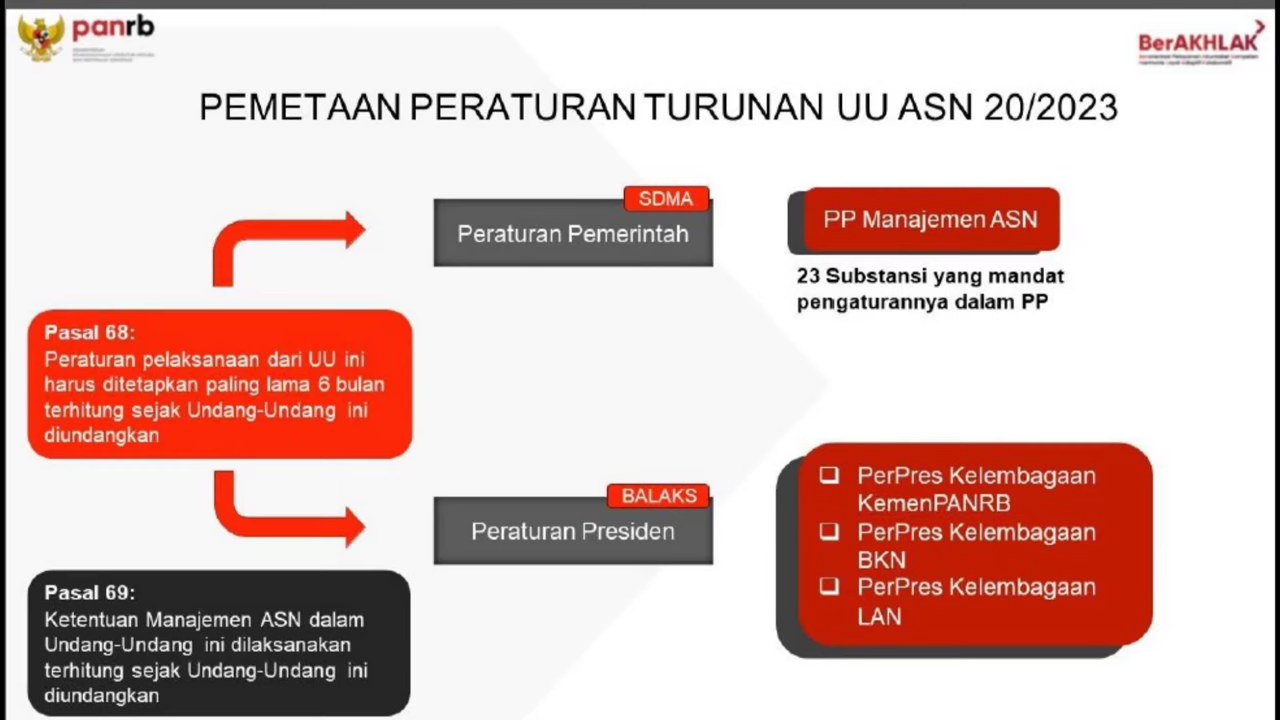 panrb
BerAKHLAK
PEMETAAN PERATURAN TURUNAN UU ASN 20/2023
SDMA
Peraturan Pemerintah
PP Manajemen ASN
23 Substansi yang mandat
pengaturannya dalam PP
Pasal 68:
Peraturan pelaksanaan dari UU ini
harus ditetapkan paling lama 6 bulan
terhitung sejak Undang-Undang ini
diundangkan
BALAKS
Peraturan Presiden
PerPres Kelembagaan
KemenPANRB
PerPres Kelembagaan
BKN
PerPres Kelembagaan
LAN
Pasal 69:
Ketentuan Manajemen ASN dalam
Undang-Undang ini dilaksanakan
terhitung sejak Undang-Undang ini
diundangkan